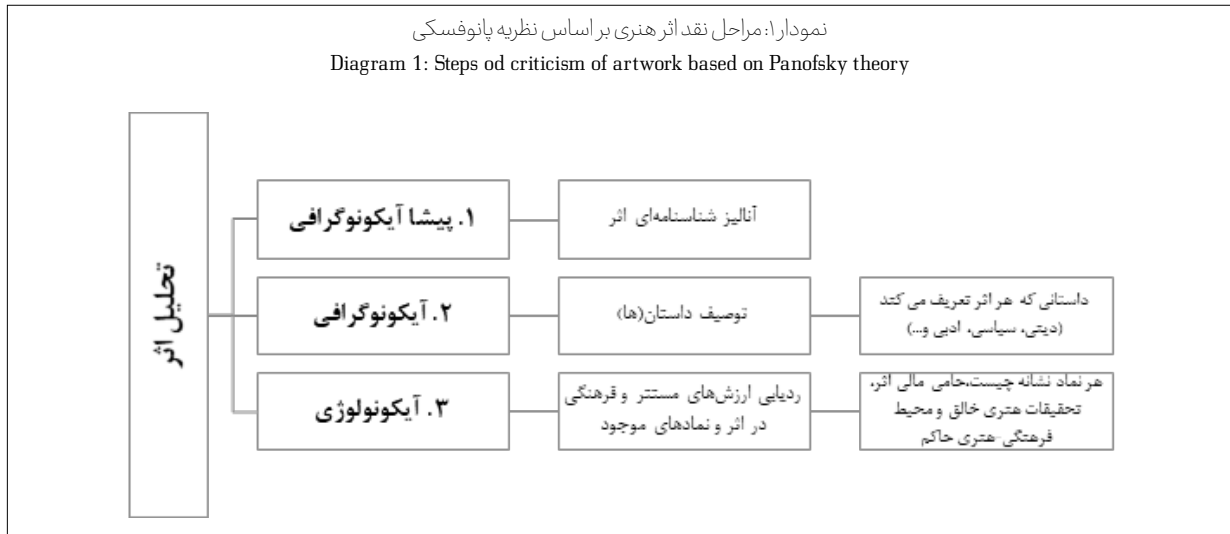 نمودار۱: مراحل نقد اثر هنری بر اساس نظریه پانوفسکی
Diagram 1: Steps od criticism of artwork based on Panofsky theory
تحلیل اثر
۱. پیشا آیکونوگرافی
آنالیز شناسنامه‌ای اثر
۲. آیکونوگرافی
توصیف داستان(ها)
داستانی که هر اثر تعریف می کند
(دینی، سیاسی، ادبی و...)
۳. آیکونولوژی
ردیابی ارزش‌های مستتر و فرهنگی
در اثر و نمادهای موجود
هر نماد نشانه چیست،حامی مالی اثر،
تحقیقات هنری خالق و محیط
فرهنگی-هنری حاکم